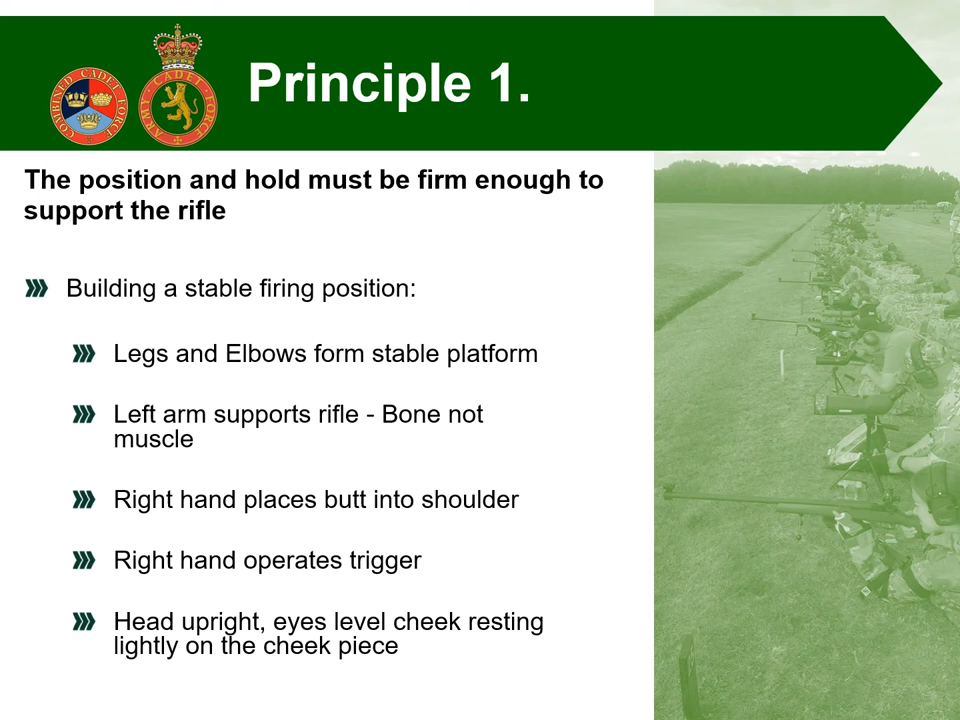 COMBINED CADET FORCE
ARMY CADET FORCE
Principle 1.
The position and hold must be firm enough to
support the rifle
Building a stable firing position:
Legs and Elbows form stable platform
Left arm supports rifle - Bone not
muscle
Right hand places butt into shoulder
Right hand operates trigger
Head upright, eyes level cheek resting
lightly on the cheek piece